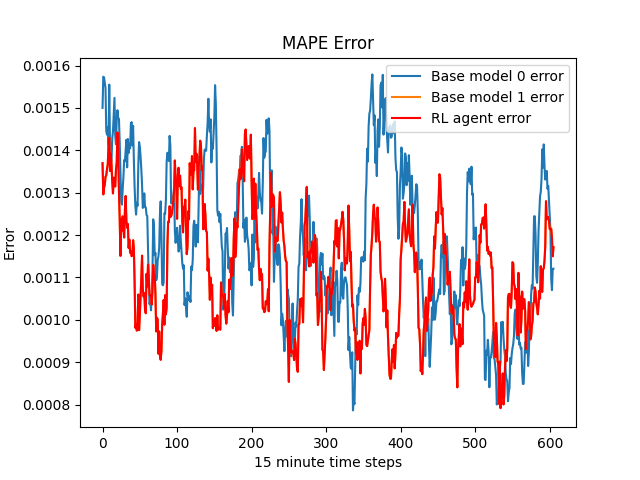 MAPE Error
Base model 0 error
Base model 1 error
RL agent error
0.0016
0.0015
0.0014
0.0013
0.0012
0.0011
0.0010
0.0009
0.0008
Error
0 100 200 300 400 500 600
15 minute time steps